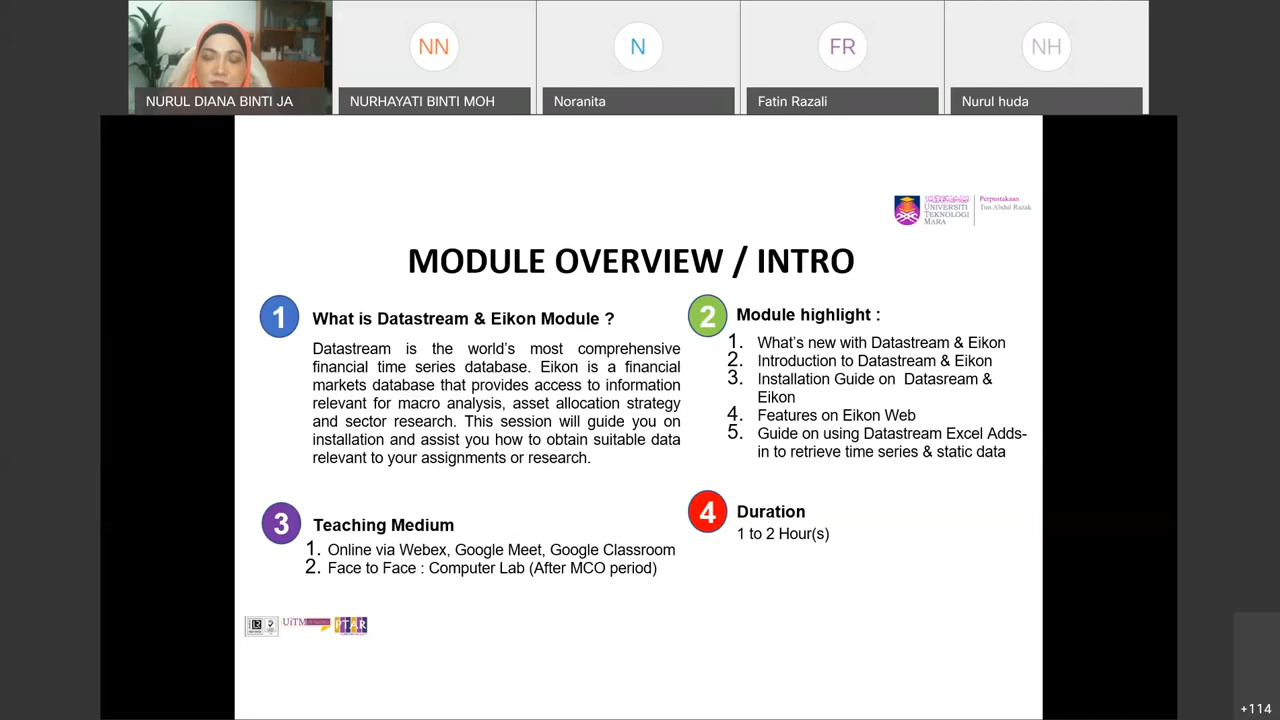 NN
N
FR
NH
NURUL DIANA BINTI JA
NURHAYATI BINTI MOH
Noranita
Fatin Razali
Nurul huda
UNIVERSITI
TEKNOLOGI
MARA
Perpustakaan
Tun Abdul Razak
MODULE OVERVIEW / INTRO
1
What is Datastream & Eikon Module ?
Datastream is the world's most comprehensive
financial time series database. Eikon is a financial
markets database that provides access to information
relevant for macro analysis, asset allocation strategy
and sector research. This session will guide you on
installation and assist you how to obtain suitable data
relevant to your assignments or research.
2
Module highlight :
1. What's new with Datastream & Eikon
2. Introduction to Datastream & Eikon
3. Installation Guide on Datasream &
Eikon
4. Features on Eikon Web
5. Guide on using Datastream Excel Adds-
in to retrieve time series & static data
3
Teaching Medium
1. Online via Webex, Google Meet, Google Classroom
2. Face to Face : Computer Lab (After MCO period)
4
Duration
1 to 2 Hour(s)
UiTM
PTAR
+114